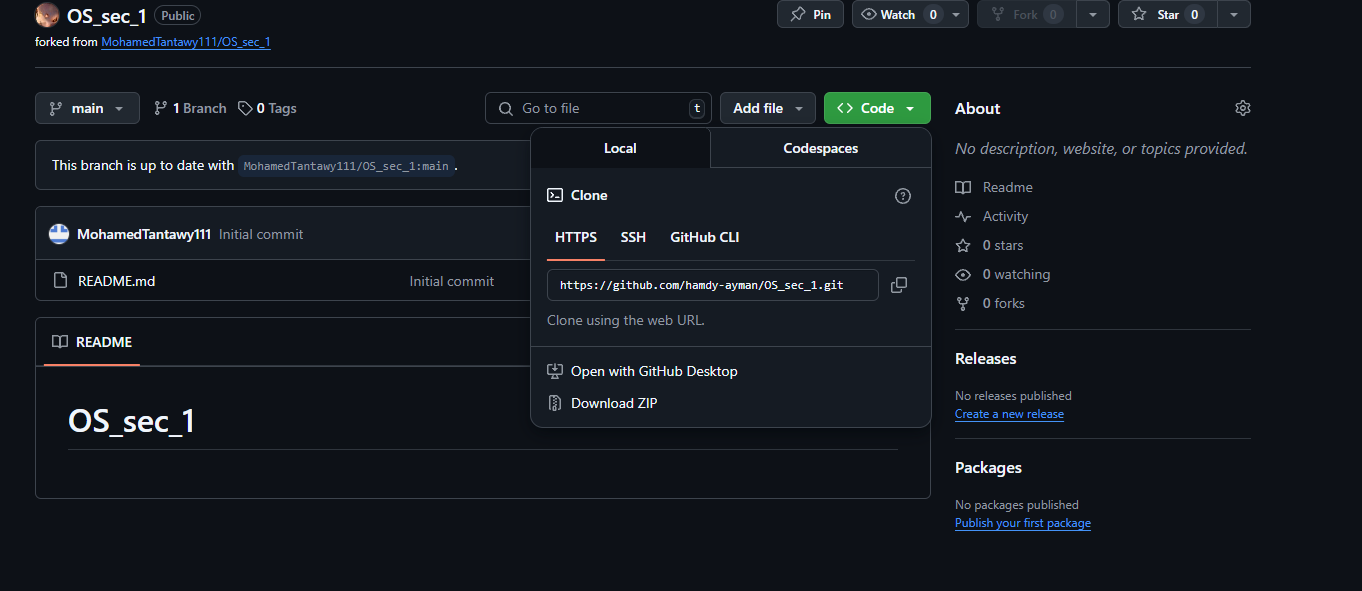 OS_sec_1 Public Pin Watch 0 Fork 0 Star 0
forked from MohamedTantawy111/OS_sec_1
main 1 Branch 0 Tags Go to file t Add file Code
This branch is up to date with MohamedTantawy111/OS_sec_1:main .
MohamedTantawy111 Initial commit
README.md Initial commit
README
OS_sec_1
Local Codespaces
Clone
HTTPS SSH GitHub CLI
https://github.com/hamdy-ayman/OS_sec_1.git
Clone using the web URL.
Open with GitHub Desktop
Download ZIP
About
No description, website, or topics provided.
Readme
Activity
0 stars
0 watching
0 forks
Releases
No releases published
Create a new release
Packages
No packages published
Publish your first package